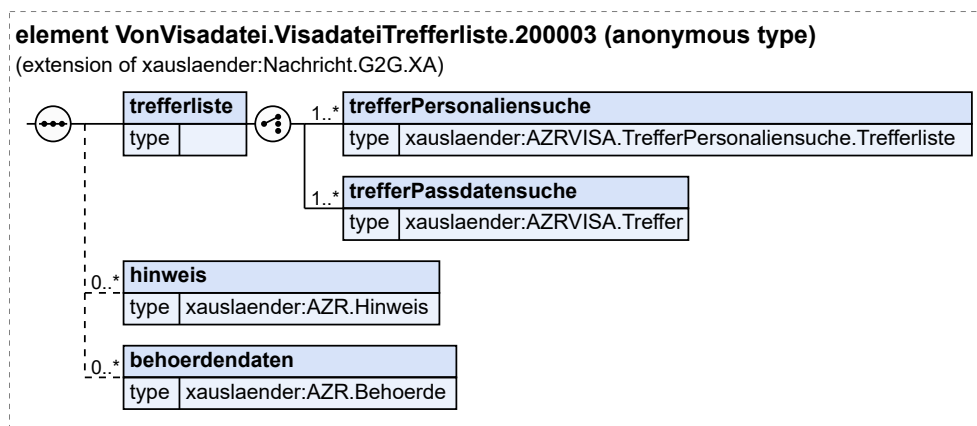 element VonVisadatei.VisadateiTrefferliste.200003 (anonymous type)
(extension of xauslaender:Nachricht.G2G.XA)
trefferliste
type
1..* trefferPersonaliensuche
type xauslaender:AZRVISA.TrefferPersonaliensuche.Trefferliste
1..* trefferPassdatensuche
type xauslaender:AZRVISA.Treffer
0..* hinweis
type xauslaender:AZR.Hinweis
0..* behoerdendaten
type xauslaender:AZR.Behoerde